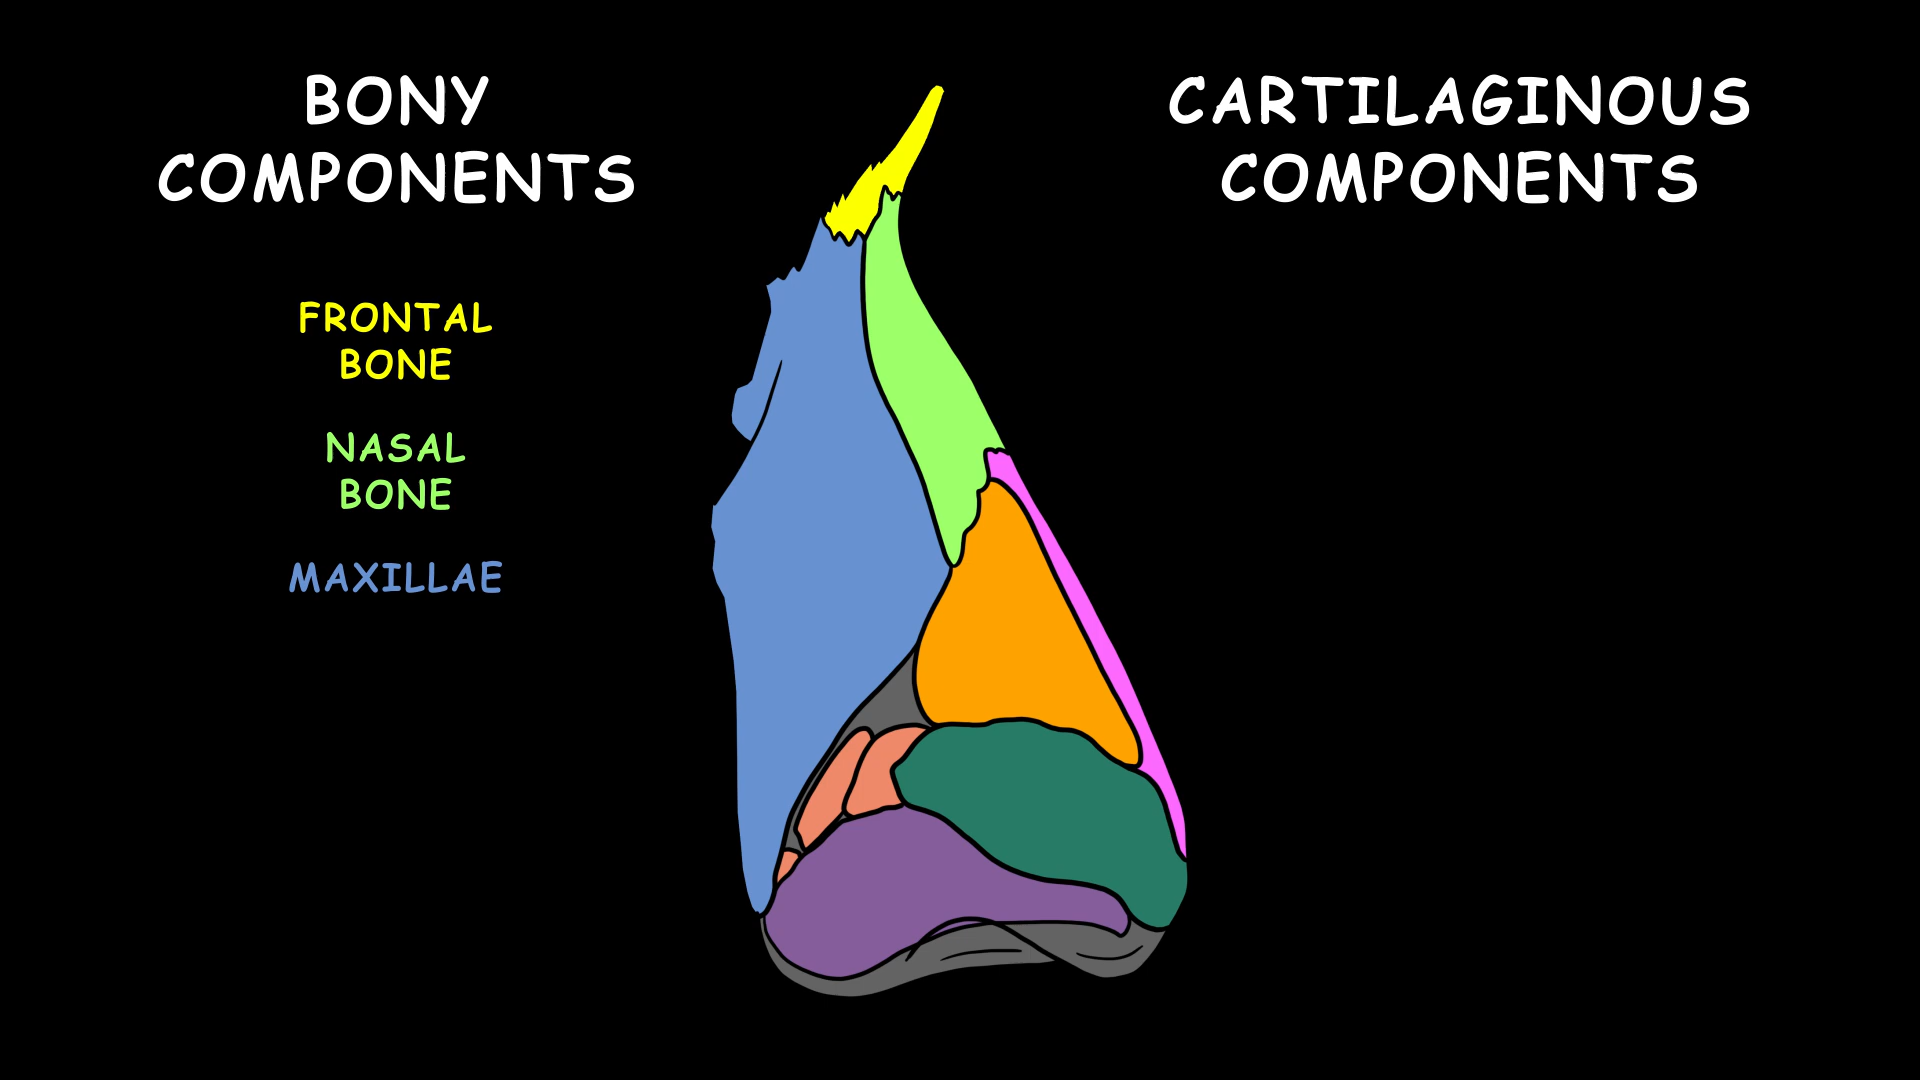 BONY
COMPONENTS
FRONTAL
BONE
NASAL
BONE
MAXILLAE
CARTILAGINOUS
COMPONENTS